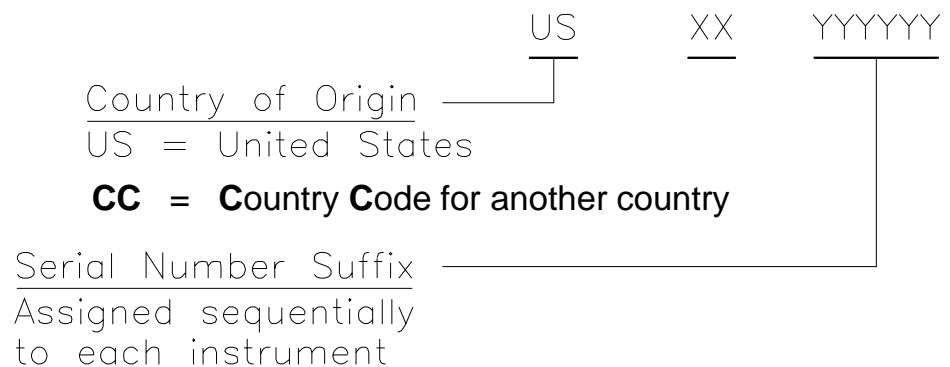 US XX YYYYYY
Country of Origin
US = United States
CC = Country Code for another country
Serial Number Suffix
Assigned sequentially
to each instrument